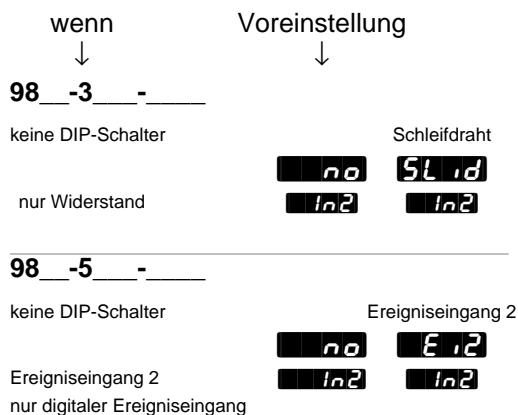 wenn Voreinstellung
↓ ↓
98__-3___-____
keine DIP-Schalter Schleifdraht
no SLid
nur Widerstand In2 In2
98__-5___-____
keine DIP-Schalter Ereigniseingang 2
no Ei2
Ereigniseingang 2 In2 In2
nur digitaler Ereigniseingang